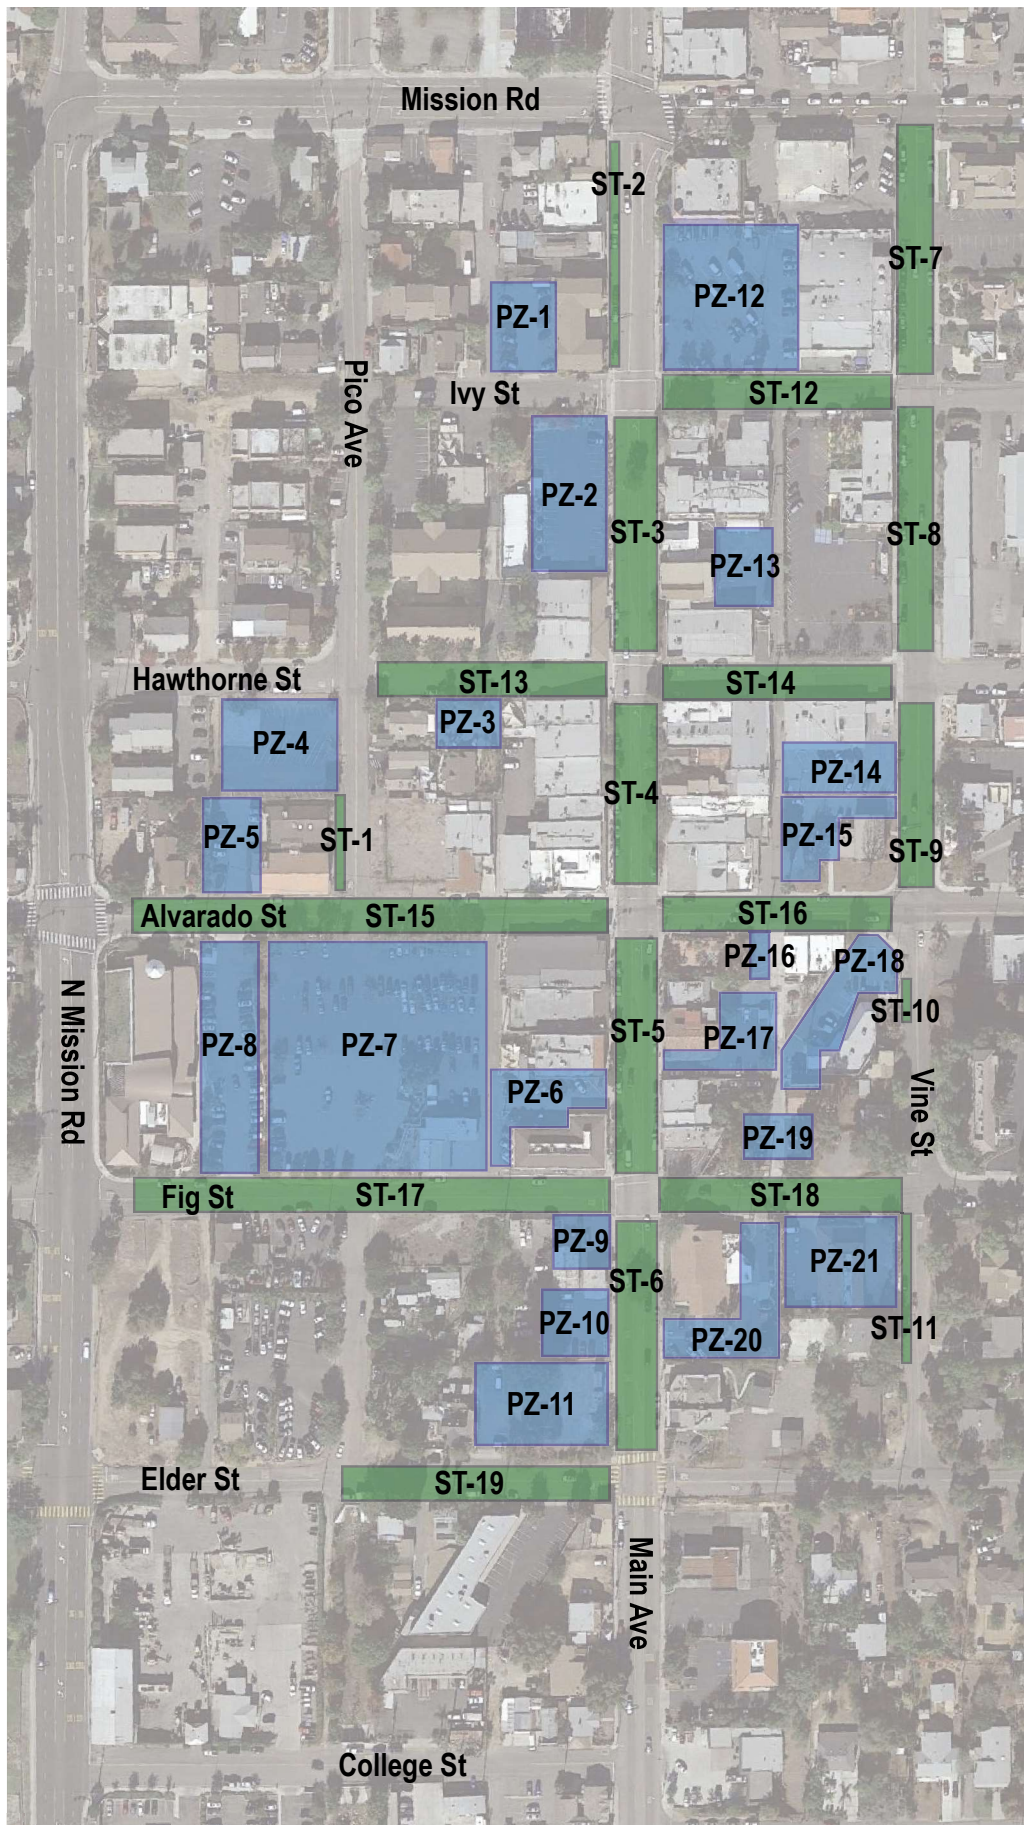 Mission Rd
ST-2
ST-7
PZ-12
PZ-1
Pico Ave
Ivy St
ST-12
PZ-2
ST-3
ST-8
PZ-13
Hawthorne St
ST-13
ST-14
PZ-3
PZ-4
PZ-14
ST-4
PZ-5
ST-1
PZ-15
ST-9
Alvarado St
ST-15
ST-16
PZ-16
PZ-18
N Mission Rd
ST-10
PZ-8
PZ-7
ST-5
PZ-17
PZ-6
Vine St
PZ-19
Fig St
ST-17
ST-18
PZ-9
PZ-21
ST-6
PZ-10
ST-11
PZ-20
PZ-11
Elder St
ST-19
Main Ave
College St